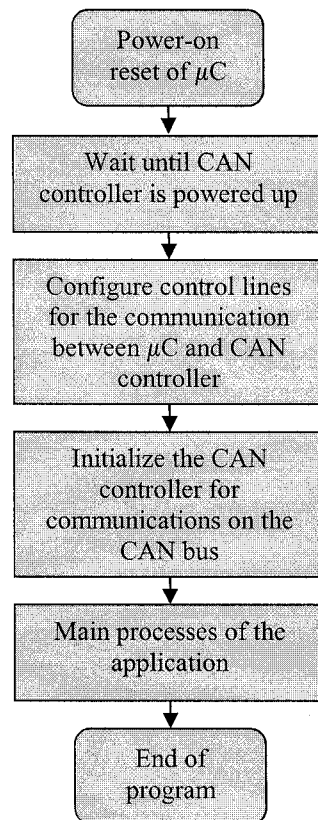 Power-on
reset of μC
Wait until CAN
controller is powered up
Configure control lines
for the communication
between μC and CAN
controller
Initialize the CAN
controller for
communications on the
CAN bus
Main processes of the
application
End of
program